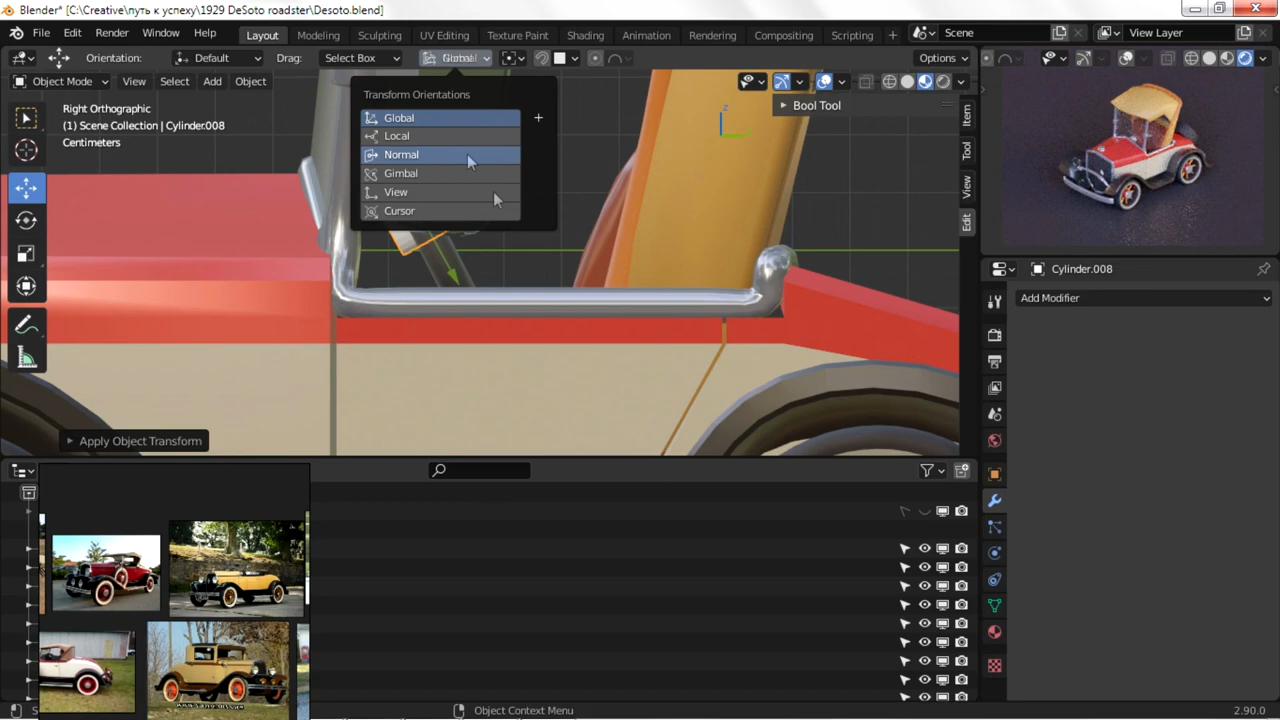 Blender* [C:\Creative\путь к успеху\1929 DeSoto roadster\Desoto.blend]
File Edit Render Window Help Layout Modeling Sculpting UV Editing Texture Paint Shading Animation Rendering Compositing Scripting + Scene View Layer
Orientation: Default Drag: Select Box Global Options
Object Mode View Select Add Object
Transform Orientations
Global
Local
Normal
Gimbal
View
Cursor
Right Orthographic
(1) Scene Collection | Cylinder.008
Centimeters
z
Bool Tool
Item
Tool
View
Edit
Apply Object Transform
Cylinder.008
Add Modifier
Object Context Menu
2.90.0